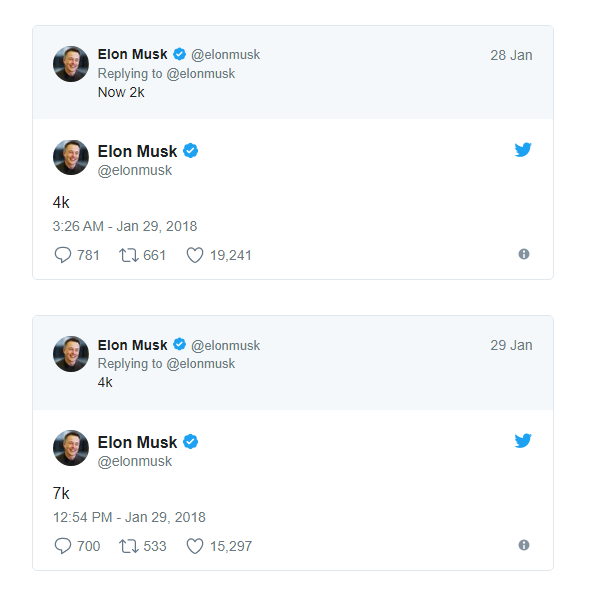 Elon Musk @elonmusk 28 Jan
Replying to @elonmusk
Now 2k
Elon Musk
@elonmusk
4k
3:26 AM - Jan 29, 2018
781 661 19,241
Elon Musk @elonmusk 29 Jan
Replying to @elonmusk
4k
Elon Musk
@elonmusk
7k
12:54 PM - Jan 29, 2018
700 533 15,297